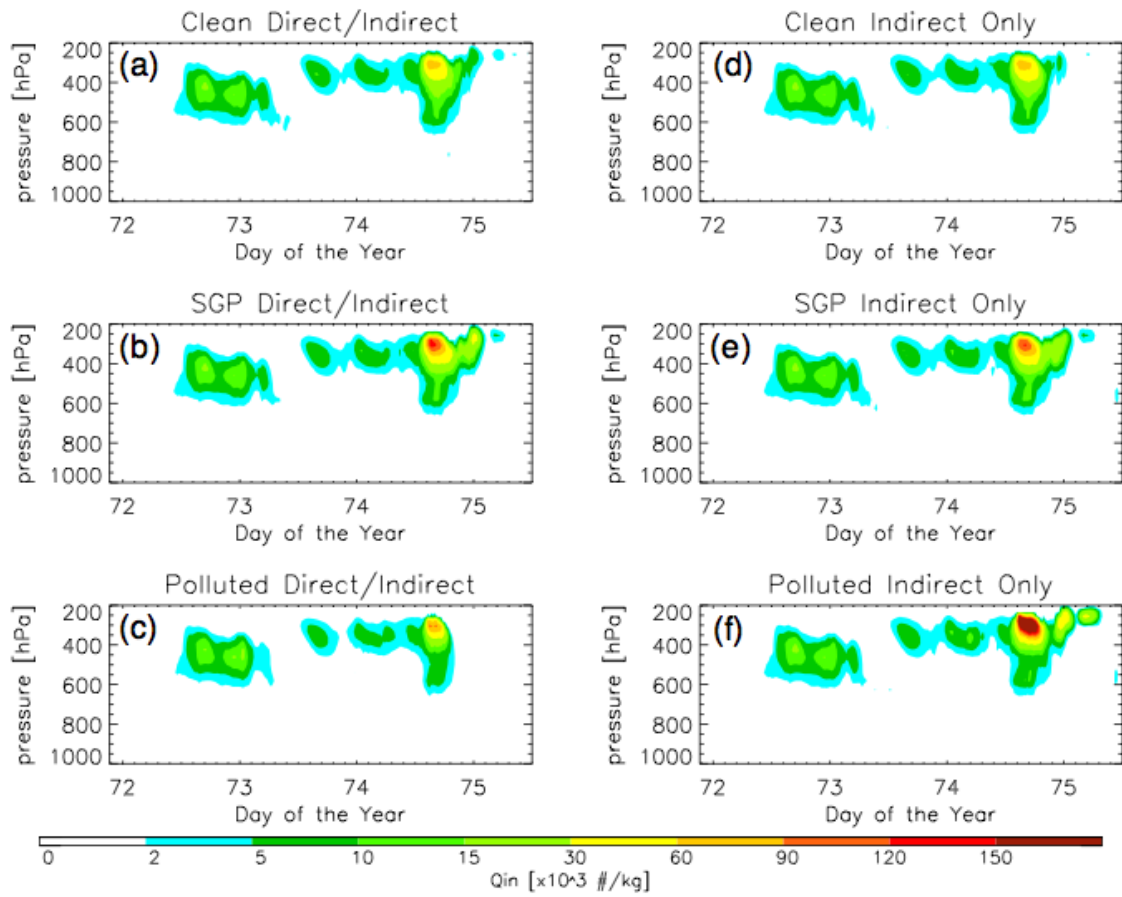 Clean Direct/Indirect
(a)
pressure [hPa]
200
400
600
800
1000
72 73 74 75
Day of the Year
Clean Indirect Only
(d)
pressure [hPa]
200
400
600
800
1000
72 73 74 75
Day of the Year
SGP Direct/Indirect
(b)
pressure [hPa]
200
400
600
800
1000
72 73 74 75
Day of the Year
SGP Indirect Only
(e)
pressure [hPa]
200
400
600
800
1000
72 73 74 75
Day of the Year
Polluted Direct/Indirect
(c)
pressure [hPa]
200
400
600
800
1000
72 73 74 75
Day of the Year
Polluted Indirect Only
(f)
pressure [hPa]
200
400
600
800
1000
72 73 74 75
Day of the Year
0 2 5 10 15 30 60 90 120 150
Qin [x10^3 #/kg]